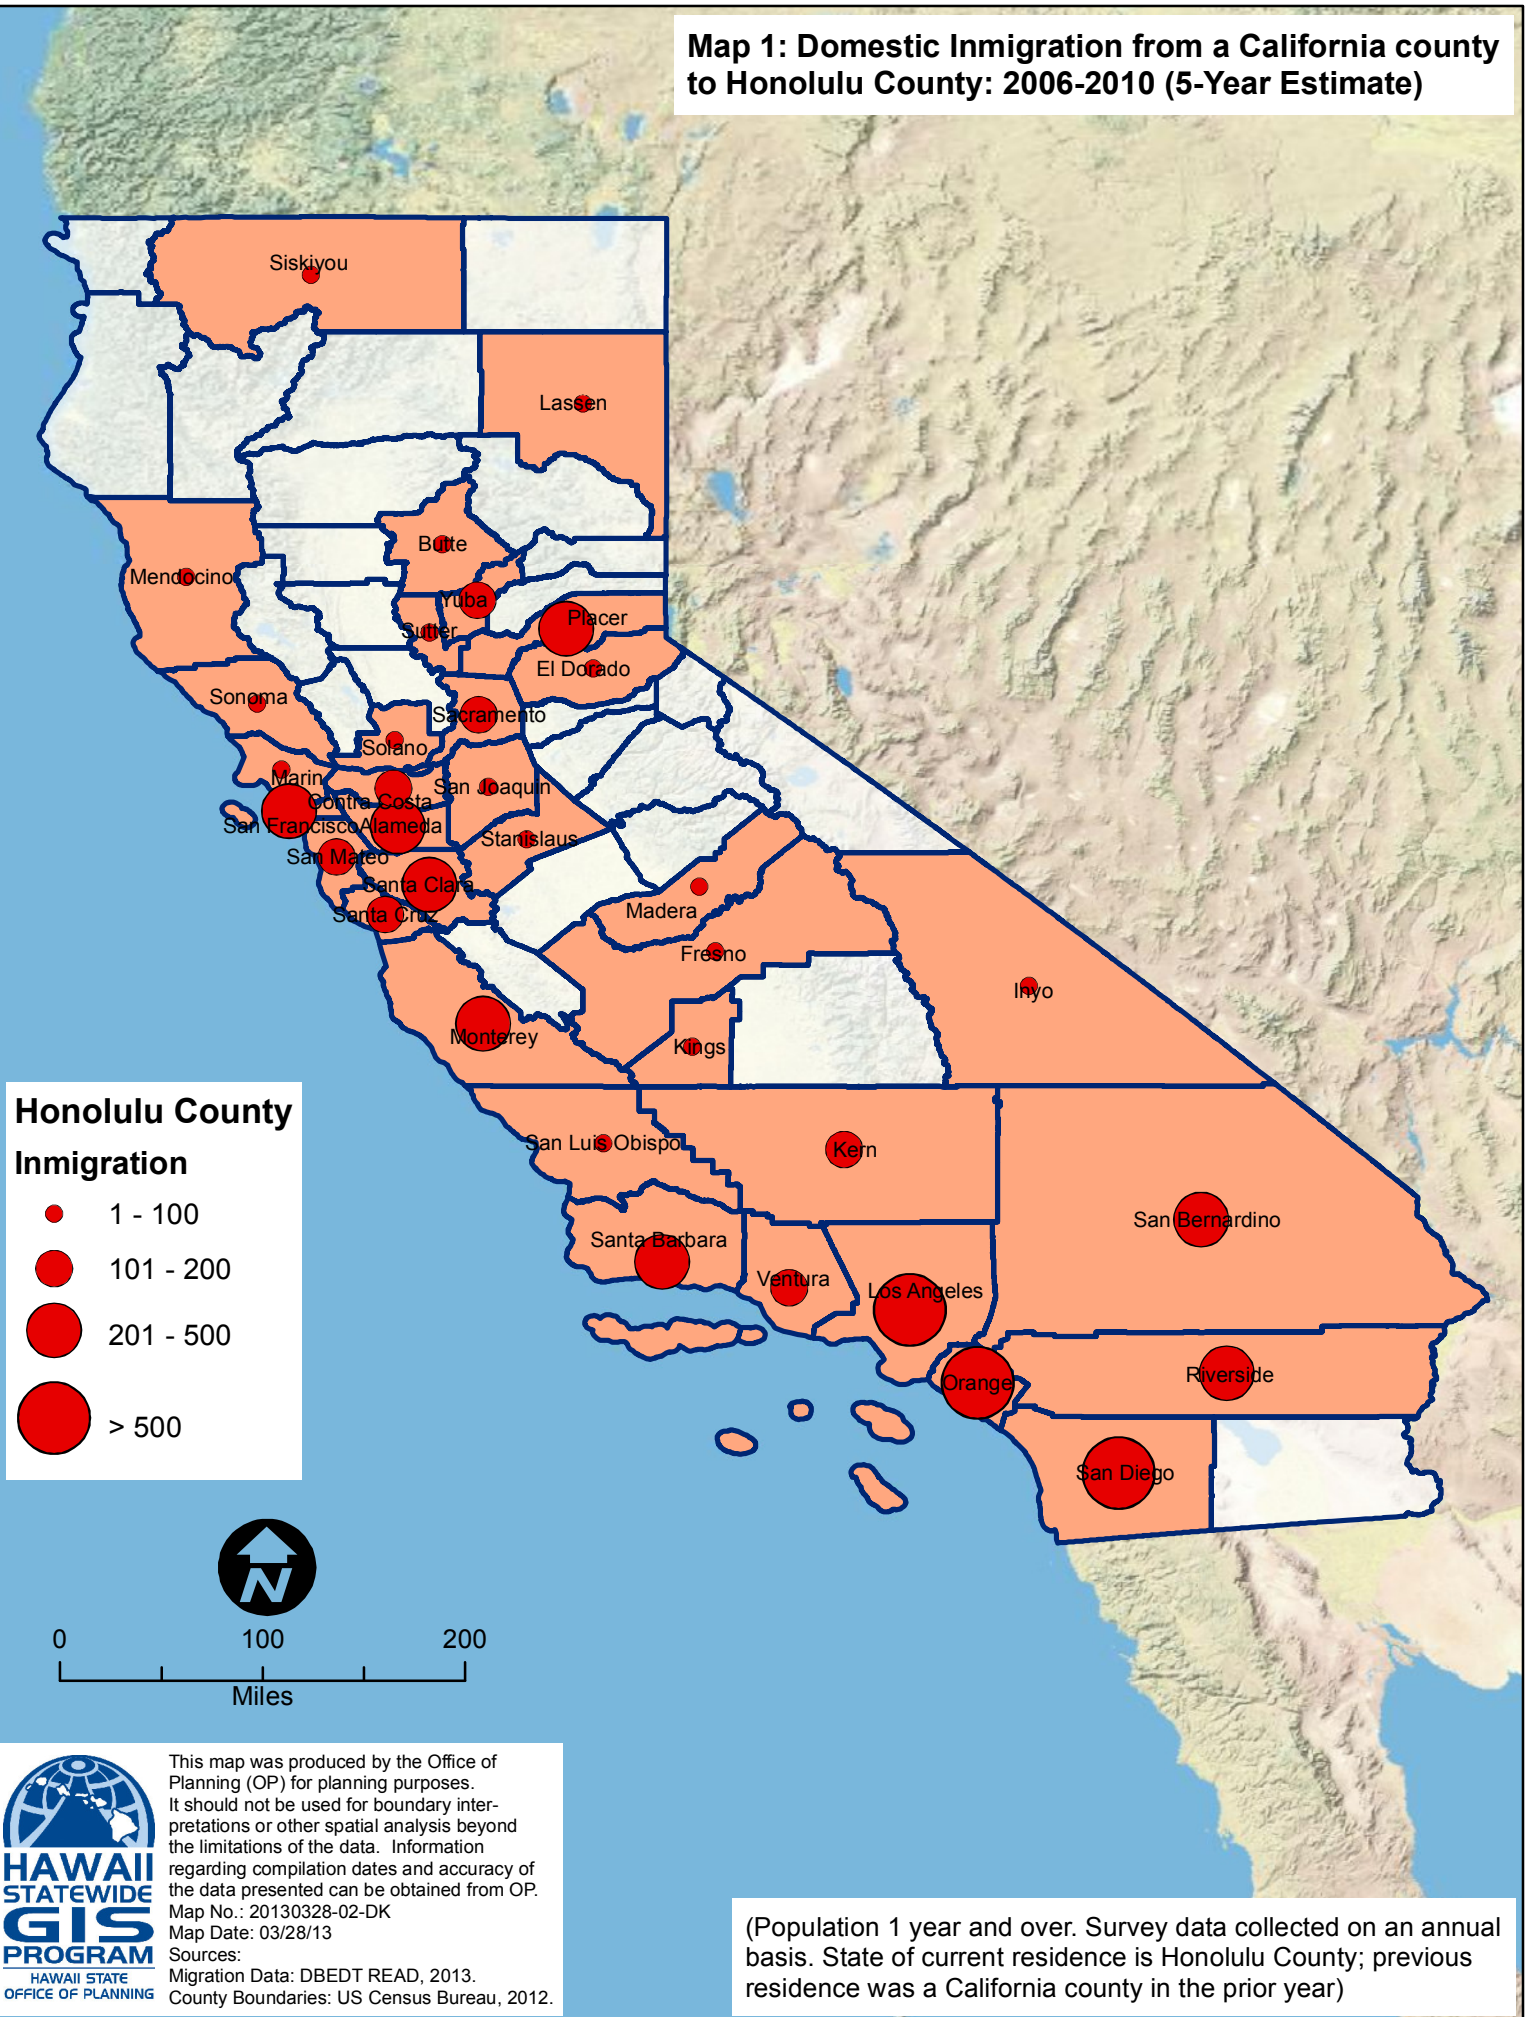 Map 1: Domestic Inmigration from a California county
to Honolulu County: 2006-2010 (5-Year Estimate)
Siskiyou
Lassen
Butte
Mendocino
Yuba
Placer
Sutter
El Dorado
Sonoma
Sacramento
Solano
Marin
San Joaquin
Contra Costa
San Francisco
Alameda
Stanislaus
San Mateo
Santa Clara
Santa Cruz
Madera
Fresno
Inyo
Monterey
Kings
San Luis Obispo
Kern
San Bernardino
Santa Barbara
Ventura
Los Angeles
Orange
Riverside
San Diego
Honolulu County
Inmigration
1 - 100
101 - 200
201 - 500
> 500
N
0 100 200
Miles
HAWAII
STATEWIDE
GIS
PROGRAM
HAWAII STATE
OFFICE OF PLANNING
This map was produced by the Office of
Planning (OP) for planning purposes.
It should not be used for boundary inter-
pretations or other spatial analysis beyond
the limitations of the data. Information
regarding compilation dates and accuracy of
the data presented can be obtained from OP.
Map No.: 20130328-02-DK
Map Date: 03/28/13
Sources:
Migration Data: DBEDT READ, 2013.
County Boundaries: US Census Bureau, 2012.
(Population 1 year and over. Survey data collected on an annual
basis. State of current residence is Honolulu County; previous
residence was a California county in the prior year)